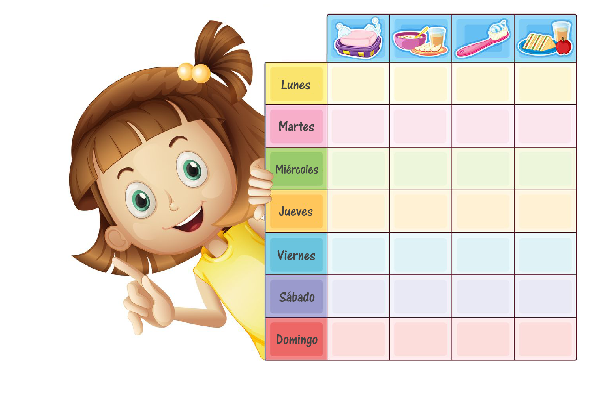 Lunes
Martes
Miércoles
Jueves
Viernes
Sábado
Domingo